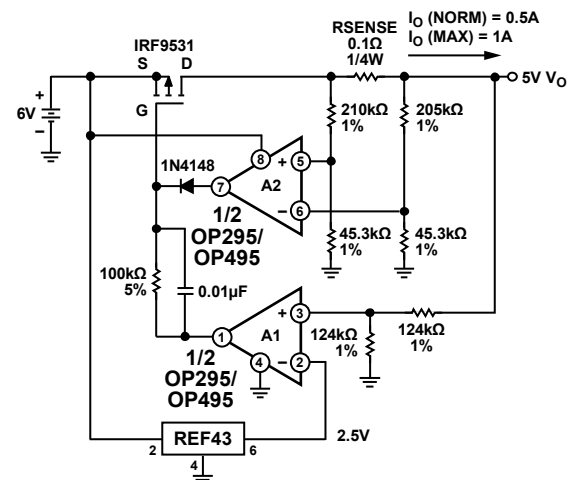 IRF9531
S D
G
RSENSE
0.1Ω
1/4W
I_O (NORM) = 0.5A
I_O (MAX) = 1A
5V V_O
6V
+
−
210kΩ
1%
205kΩ
1%
1N4148
8
7
+ 5
A2
− 6
1/2
OP295/
OP495
45.3kΩ
1%
45.3kΩ
1%
100kΩ
5%
0.01µF
1
+ 3
A1
4
− 2
1/2
OP295/
OP495
124kΩ
1%
124kΩ
1%
REF43
2
6
4
2.5V